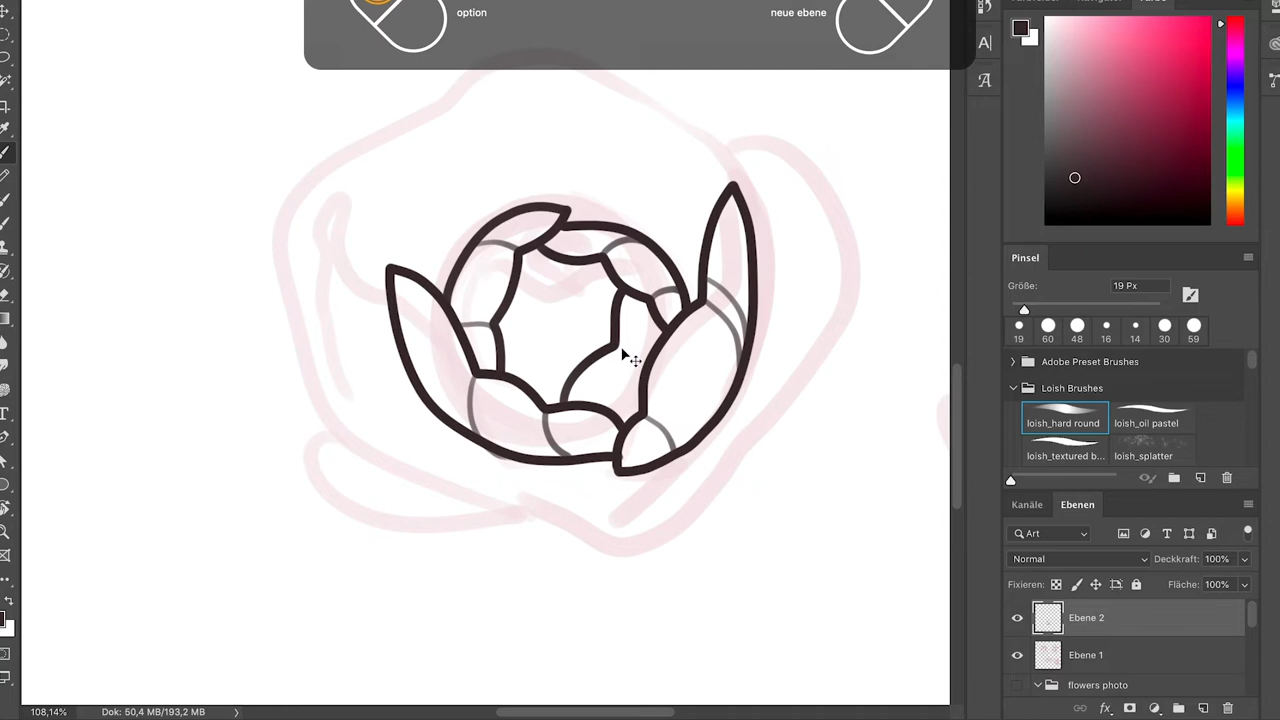 option
neue ebene
Farbe
Pinsel
Größe:
19 Px
19
60
48
16
14
30
59
Adobe Preset Brushes
Loish Brushes
loish_hard round
loish_oil pastel
loish_textured b...
loish_splatter
Kanäle
Ebenen
Art
Normal
Deckkraft:
100%
Fixieren:
Fläche:
100%
Ebene 2
Ebene 1
flowers photo
108,14%
Dok: 50,4 MB/193,2 MB